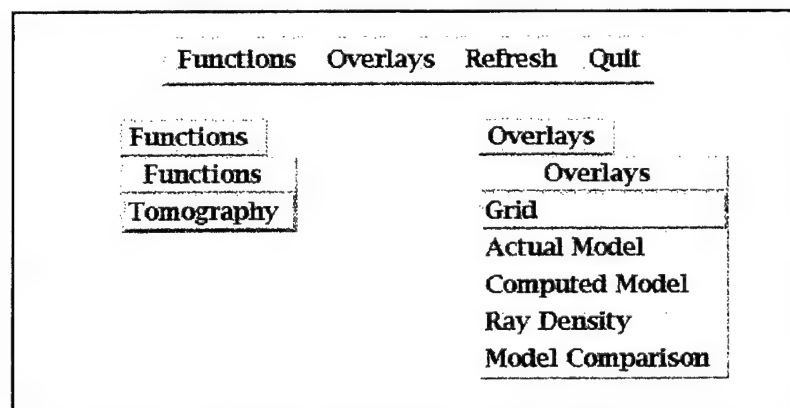 Functions Overlays Refresh Quit
Functions
Functions
Tomography
Overlays
Overlays
Grid
Actual Model
Computed Model
Ray Density
Model Comparison